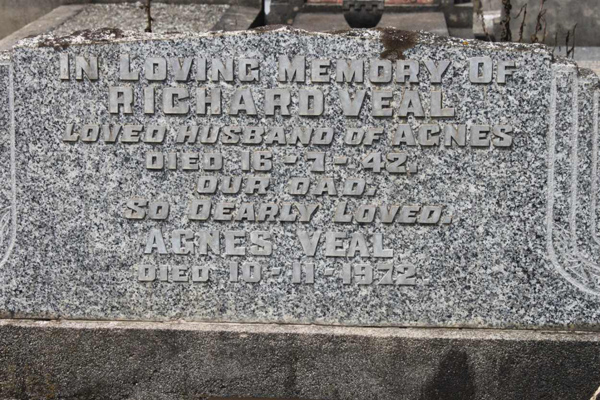 IN LOVING MEMORY OF
RICHARD VEAL
LOVED HUSBAND OF AGNES
DIED 16-7-42,
OUR DAD,
SO DEARLY LOVED,
AGNES VEAL
DIED 10-11-1972